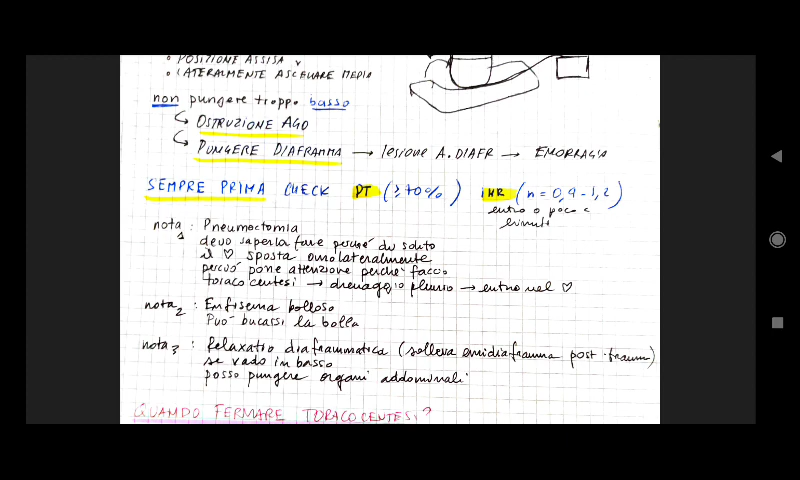 • POSIZIONE ASSISA
• LATERALMENTE ASCELLARE MEDIA
non pungere troppo basso
↳ OSTRUZIONE AGO
↳ PUNGERE DIAFRAMMA → lesione A. DIAFR → EMORRAGIA
SEMPRE PRIMA CHECK PT (≥70%) INR (n = 0,9 - 1,2)
entro o poco +
nota 1: Pneumectomia
devo saperla fare perché di solito
il ♡ sposta omolateralmente
perciò pone attenzione perché faccio
toracocentesi → drenaggio → entro nel ♡
nota 2: Enfisema bolloso
Può bucarsi la bolla
nota 3: Relaxatio diaframmatica (solleva emidiaframma post-traum)
se vado in basso
posso pungere organi addominali
QUANDO FERMARE TORACOCENTESI?